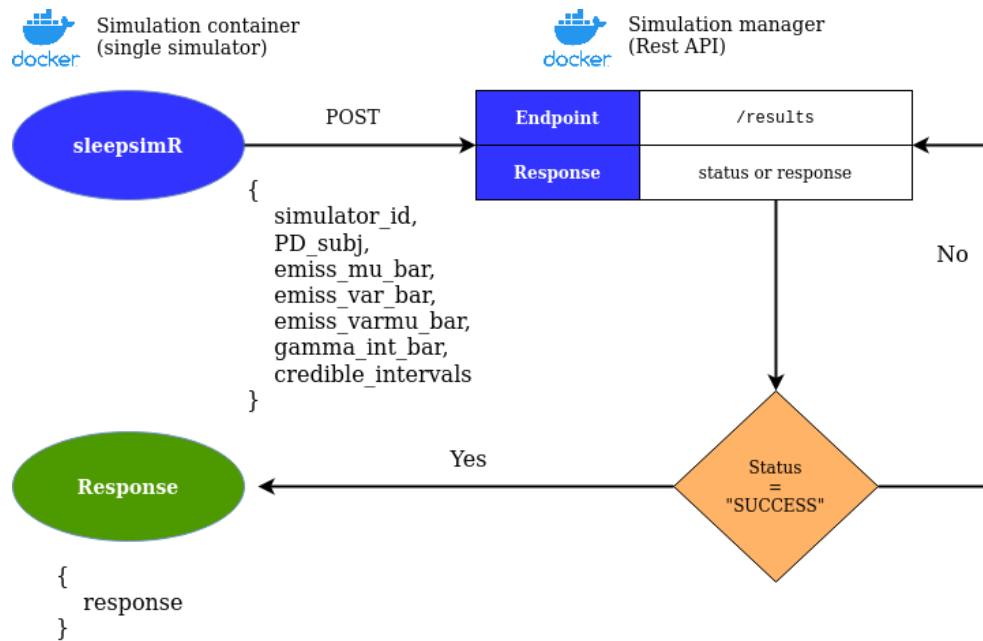 docker
Simulation container
(single simulator)
docker
Simulation manager
(Rest API)
sleepsimR
POST
Endpoint
/results
Response
status or response
{
simulator_id,
PD_subj,
emiss_mu_bar,
emiss_var_bar,
emiss_varmu_bar,
gamma_int_bar,
credible_intervals
}
No
Response
Yes
Status
=
"SUCCESS"
{
response
}